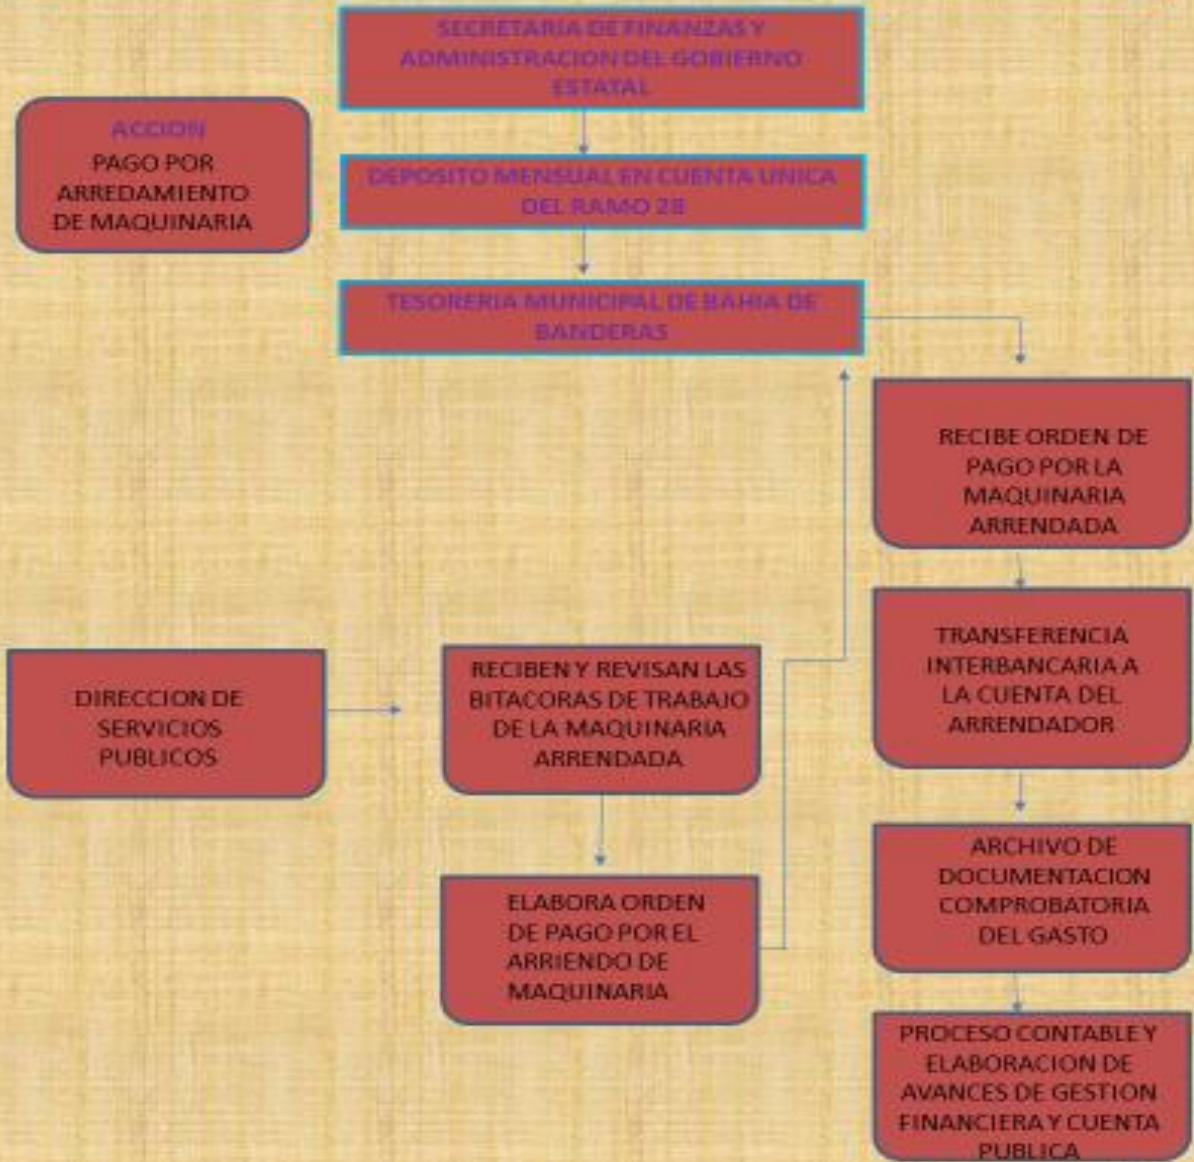 SECRETARIA DE FINANZAS Y
ADMINISTRACION DEL GOBIERNO
ESTATAL
ACCION
PAGO POR
ARREDAMIENTO
DE MAQUINARIA
DEPOSITO MENSUAL EN CUENTA UNICA
DEL RAMO 28
TESORERIA MUNICIPAL DE BAHIA DE
BANDERAS
RECIBE ORDEN DE
PAGO POR LA
MAQUINARIA
ARRENDADA
TRANSFERENCIA
INTERBANCARIA A
LA CUENTA DEL
ARRENDADOR
DIRECCION DE
SERVICIOS
PUBLICOS
RECIBEN Y REVISAN LAS
BITACORAS DE TRABAJO
DE LA MAQUINARIA
ARRENDADA
ELABORA ORDEN
DE PAGO POR EL
ARRIENDO DE
MAQUINARIA
ARCHIVO DE
DOCUMENTACION
COMPROBATORIA
DEL GASTO
PROCESO CONTABLE Y
ELABORACION DE
AVANCES DE GESTION
FINANCIERA Y CUENTA
PUBLICA